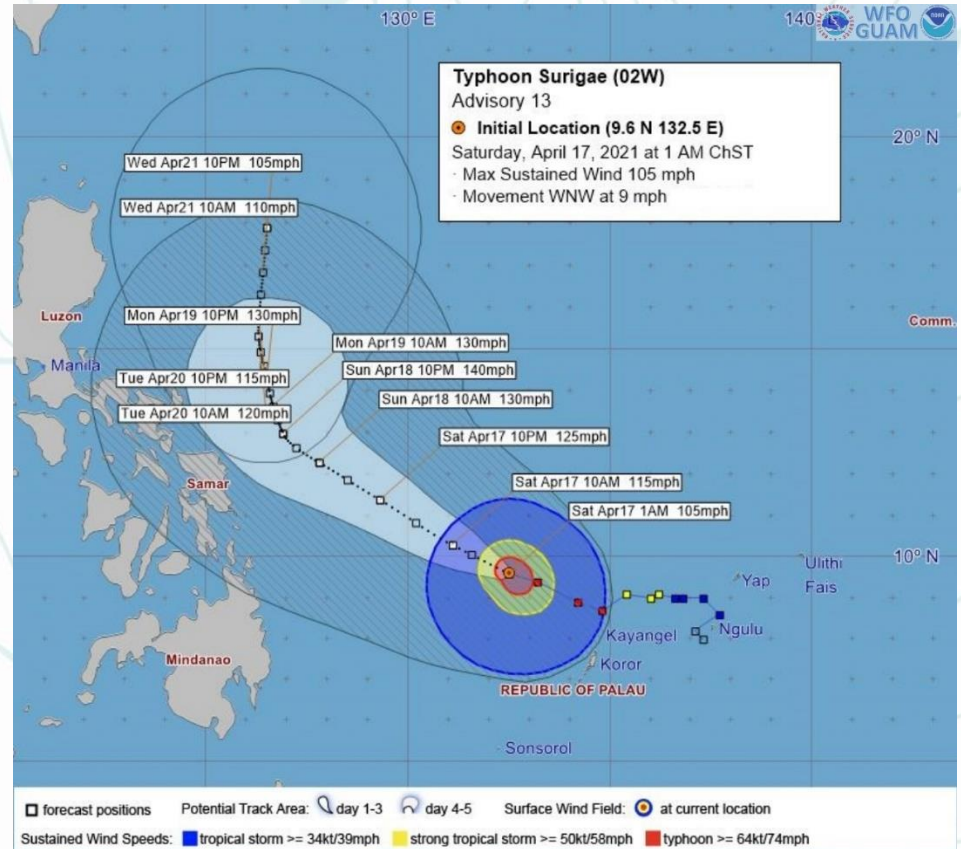 130° E
140° E
WFO
GUAM
Typhoon Surigae (02W)
Advisory 13
Initial Location (9.6 N 132.5 E)
Saturday, April 17, 2021 at 1 AM ChST
· Max Sustained Wind 105 mph
· Movement WNW at 9 mph
20° N
Wed Apr21 10PM 105mph
Wed Apr21 10AM 110mph
Luzon
Mon Apr19 10PM 130mph
Comm.
Mon Apr19 10AM 130mph
Manila
Sun Apr18 10PM 140mph
Tue Apr20 10PM 115mph
Sun Apr18 10AM 130mph
Tue Apr20 10AM 120mph
Sat Apr17 10PM 125mph
Samar
Sat Apr17 10AM 115mph
Sat Apr17 1AM 105mph
10° N
Ulithi
Yap
Fais
Kayangel
Ngulu
Mindanao
Koror
REPUBLIC OF PALAU
Sonsorol
forecast positions Potential Track Area: day 1-3 day 4-5 Surface Wind Field: at current location
Sustained Wind Speeds: tropical storm >= 34kt/39mph strong tropical storm >= 50kt/58mph typhoon >= 64kt/74mph